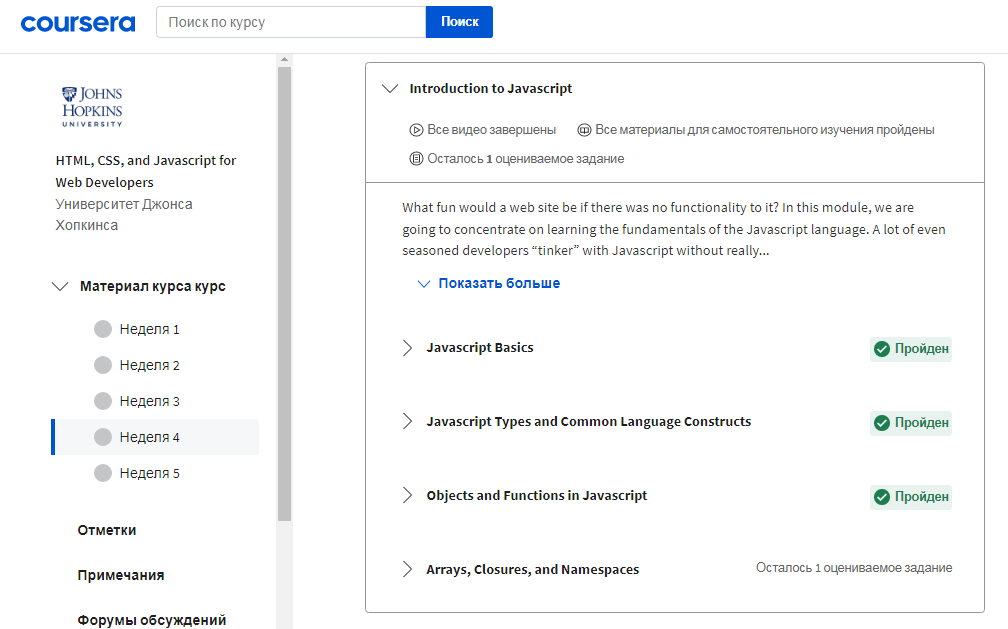 coursera
Поиск по курсу
Поиск
JOHNS
HOPKINS
UNIVERSITY
HTML, CSS, and Javascript for
Web Developers
Университет Джонса
Хопкинса
Материал курса курс
Неделя 1
Неделя 2
Неделя 3
Неделя 4
Неделя 5
Отметки
Примечания
Форумы обсуждений
Introduction to Javascript
Все видео завершены
Все материалы для самостоятельного изучения пройдены
Осталось 1 оцениваемое задание
What fun would a web site be if there was no functionality to it? In this module, we are
going to concentrate on learning the fundamentals of the Javascript language. A lot of even
seasoned developers “tinker” with Javascript without really...
Показать больше
Javascript Basics
Пройден
Javascript Types and Common Language Constructs
Пройден
Objects and Functions in Javascript
Пройден
Arrays, Closures, and Namespaces
Осталось 1 оцениваемое задание